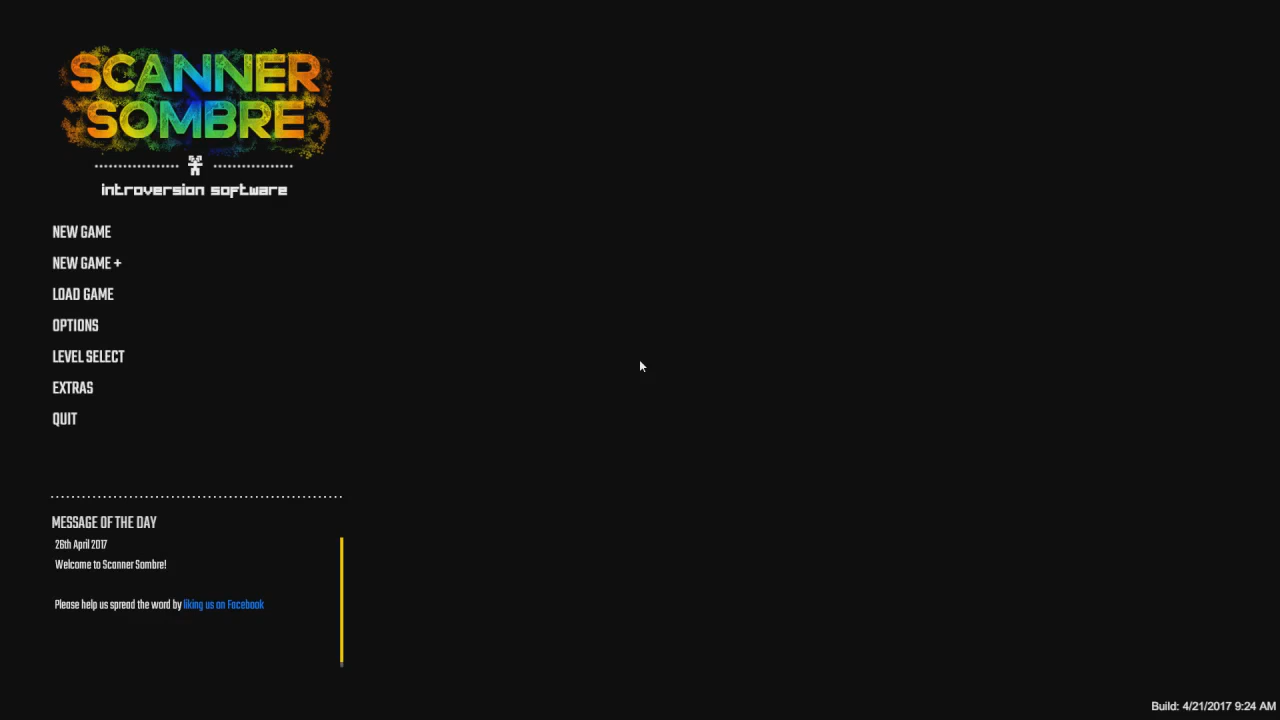 SCANNER
SOMBRE
introversion software
NEW GAME
NEW GAME +
LOAD GAME
OPTIONS
LEVEL SELECT
EXTRAS
QUIT
MESSAGE OF THE DAY
26th April 2017
Welcome to Scanner Sombre!
Please help us spread the word by liking us on Facebook
Build: 4/21/2017 9:24 AM